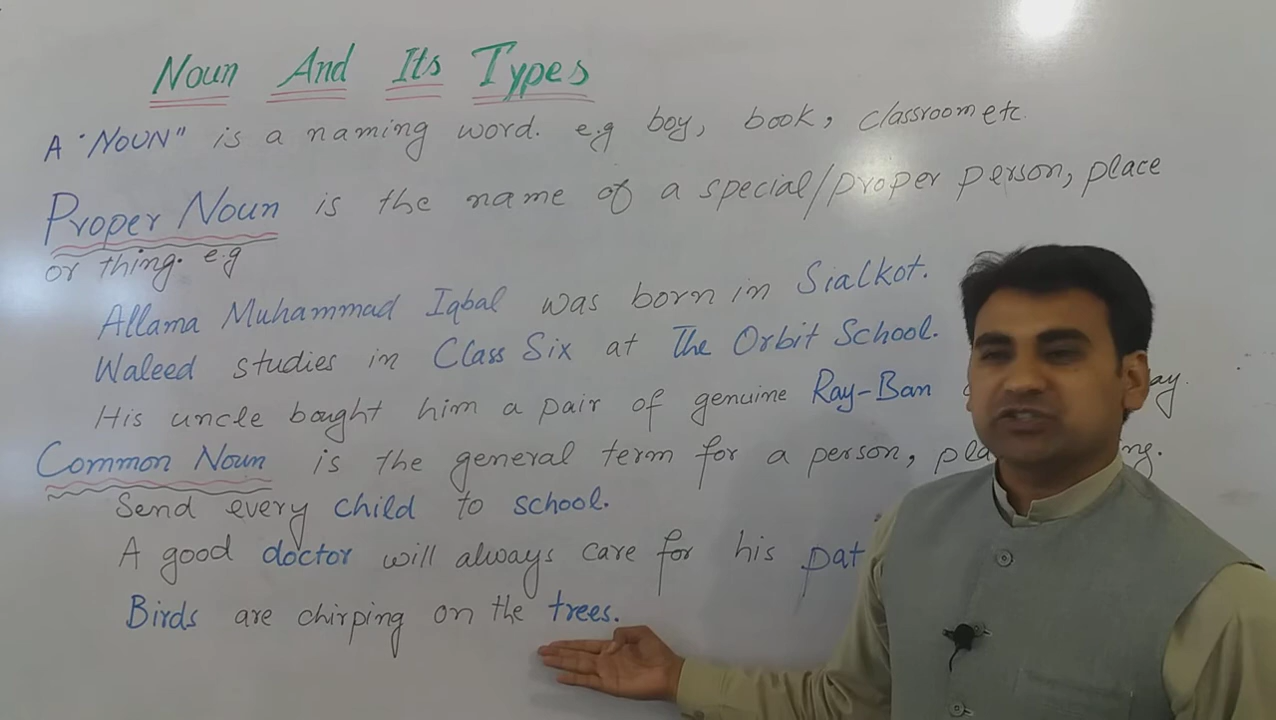 Noun And Its Types
A "NOUN" is a naming word. e.g boy, book, classroom etc.
Proper Noun is the name of a special/proper person, place
or thing. e.g
Allama Muhammad Iqbal was born in Sialkot.
Waleed studies in Class Six at The Orbit School.
His uncle bought him a pair of genuine Ray-Ban
Common Noun is the general term for a person,
Send every child to school.
A good doctor will always care for his
Birds are chirping on the trees.